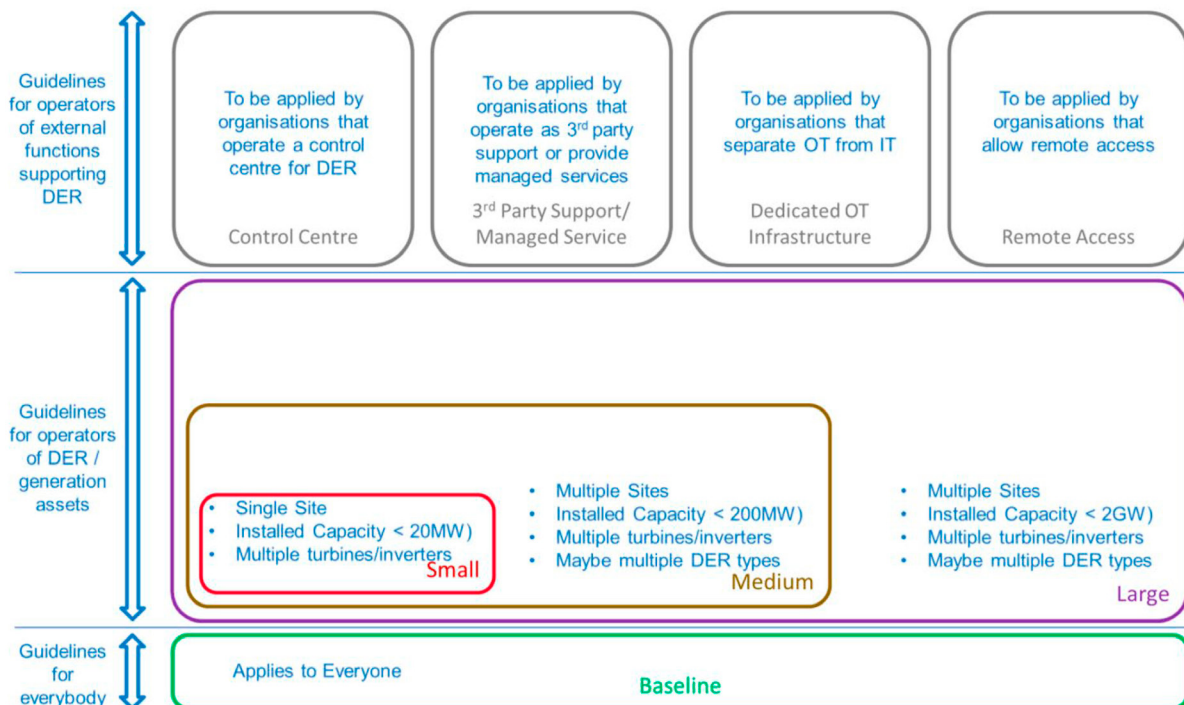 Guidelines
for operators
of external
functions
supporting
DER
To be applied by
organisations that
operate a control
centre for DER
Control Centre
To be applied by
organisations that
operate as 3rd party
support or provide
managed services
3rd Party Support/
Managed Service
To be applied by
organisations that
separate OT from IT
Dedicated OT
Infrastructure
To be applied by
organisations that
allow remote access
Remote Access
Guidelines
for operators
of DER /
generation
assets
• Single Site
• Installed Capacity < 20MW)
• Multiple turbines/inverters
Small
• Multiple Sites
• Installed Capacity < 200MW)
• Multiple turbines/inverters
• Maybe multiple DER types
Medium
• Multiple Sites
• Installed Capacity < 2GW)
• Multiple turbines/inverters
• Maybe multiple DER types
Large
Guidelines
for
everybody
Applies to Everyone
Baseline